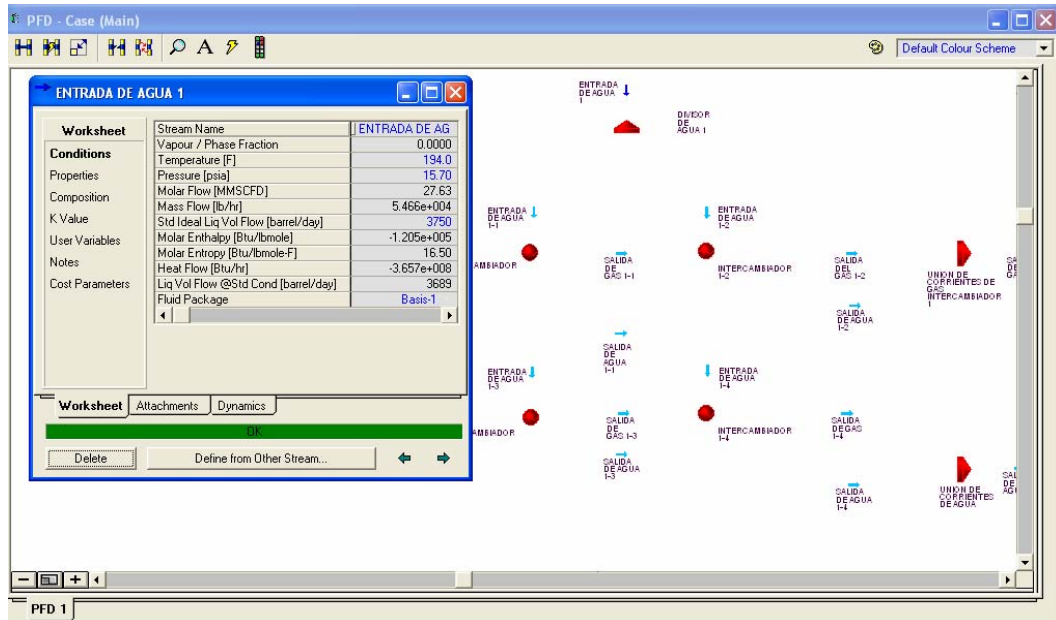 PFD - Case (Main)
A
Default Colour Scheme
ENTRADA DE AGUA 1
Worksheet
Conditions
Properties
Composition
K Value
User Variables
Notes
Cost Parameters
Stream Name ENTRADA DE AG
Vapour / Phase Fraction 0.0000
Temperature [F] 194.0
Pressure [psia] 15.70
Molar Flow [MMSCFD] 27.63
Mass Flow [lb/hr] 5.466e+004
Std Ideal Liq Vol Flow [barrel/day] 3750
Molar Enthalpy [Btu/lbmole] -1.205e+005
Molar Entropy [Btu/lbmole-F] 16.50
Heat Flow [Btu/hr] -3.657e+008
Liq Vol Flow @Std Cond [barrel/day] 3689
Fluid Package Basis-1
Worksheet Attachments Dynamics
OK
Delete Define from Other Stream...
ENTRADA
DE AGUA
1
DIVISOR
DE
AGUA 1
ENTRADA
DE AGUA
1-1
ENTRADA
DE AGUA
1-2
AMBIADOR
SALIDA
DE
GAS 1-1
INTERCAMBIADOR
1-2
SALIDA
DEL
GAS 1-2
UNION DE
CORRIENTES DE
GAS
INTERCAMBIADOR
1
SALIDA
DE AGUA
1-2
SALIDA
DE
AGUA
1-1
ENTRADA
DE AGUA
1-3
ENTRADA
DE AGUA
1-4
AMBIADOR
SALIDA
DE
GAS 1-3
INTERCAMBIADOR
1-4
SALIDA
DE GAS
1-4
SALIDA
DE AGUA
1-3
SALIDA
DE AGUA
1-4
UNION DE
CORRIENTES
DE AGUA
PFD 1